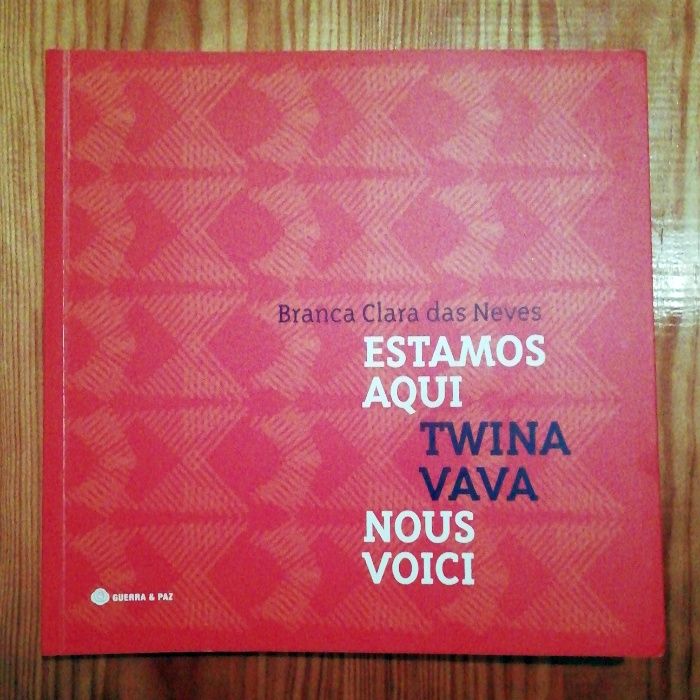 Branca Clara das Neves
ESTAMOS
AQUI
TWINA
VAVA
NOUS
VOICI
GUERRA & PAZ